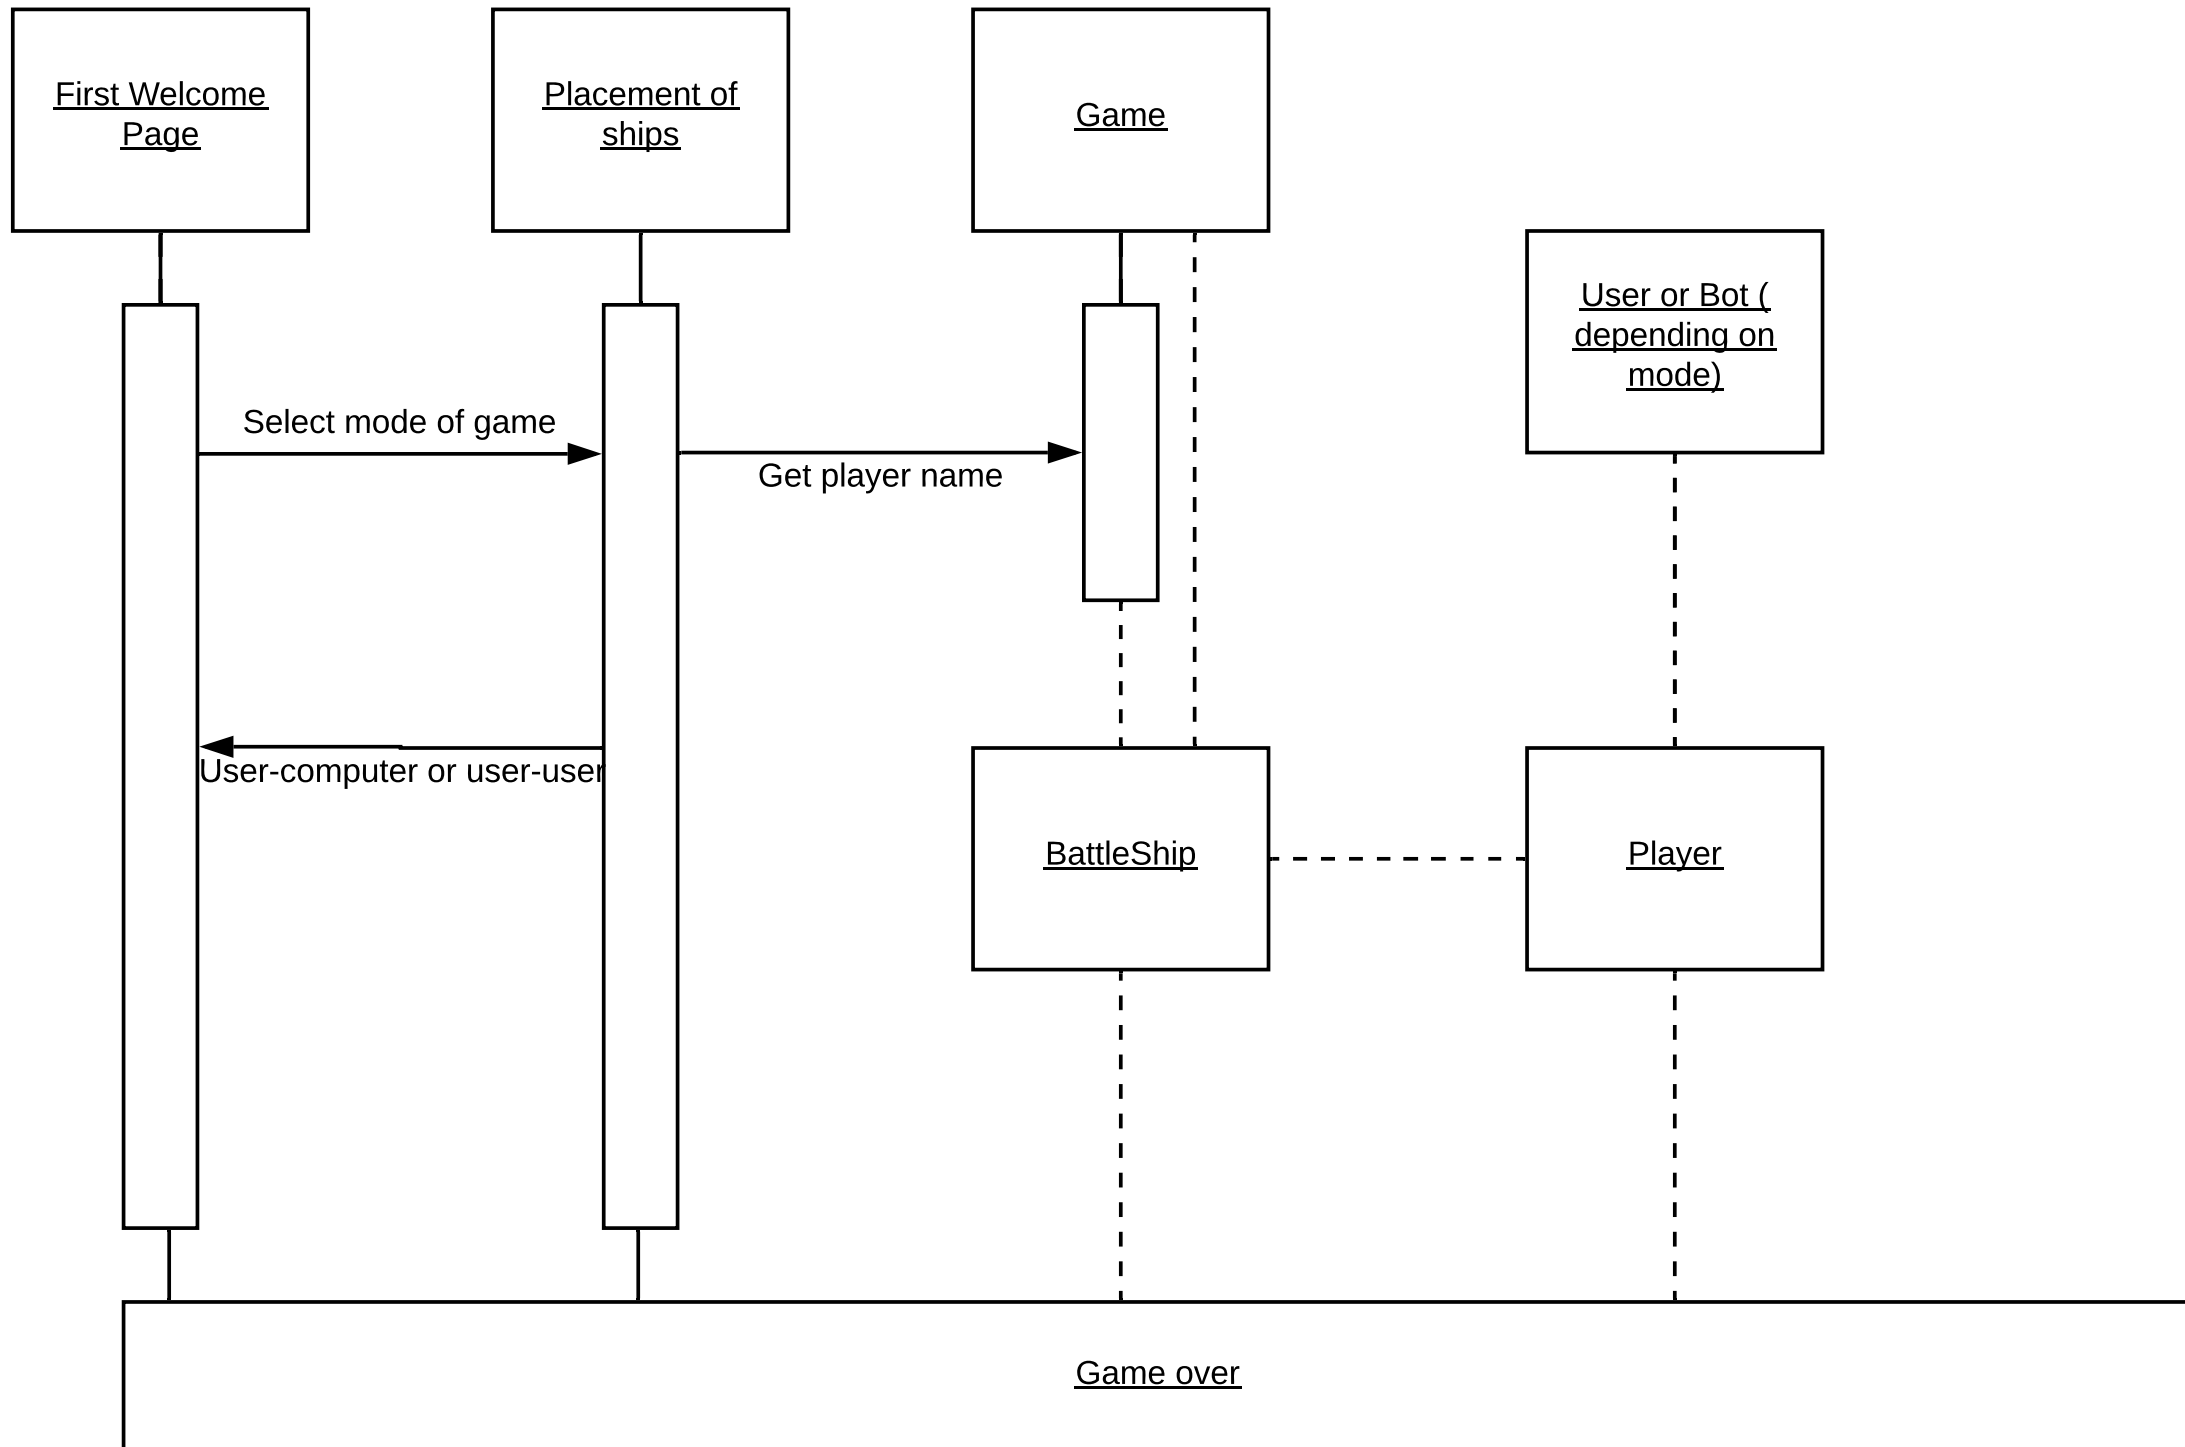 First Welcome
Page
Placement of
ships
Game
User or Bot (
depending on
mode)
Select mode of game
Get player name
User-computer or user-user
BattleShip
Player
Game over